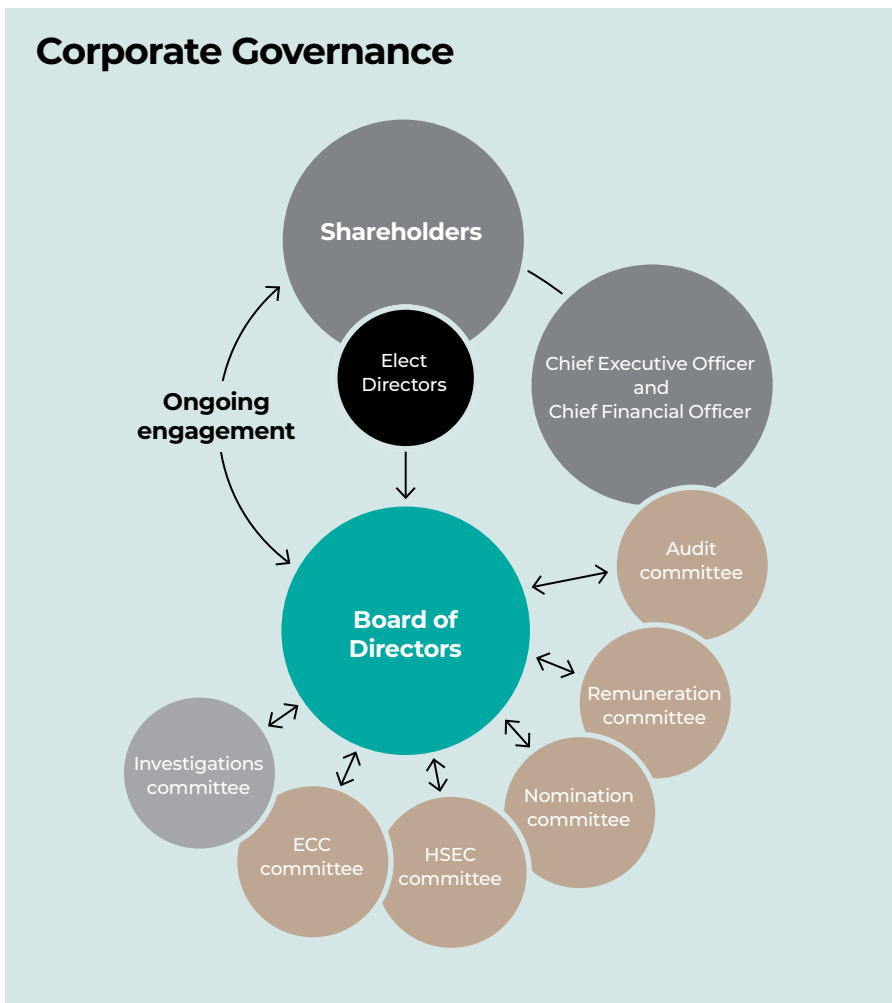 Corporate Governance
Shareholders
Elect
Directors
Chief Executive Officer
and
Chief Financial Officer
Ongoing
engagement
Audit
committee
Board of
Directors
Remuneration
committee
Investigations
committee
Nomination
committee
ECC
committee
HSEC
committee